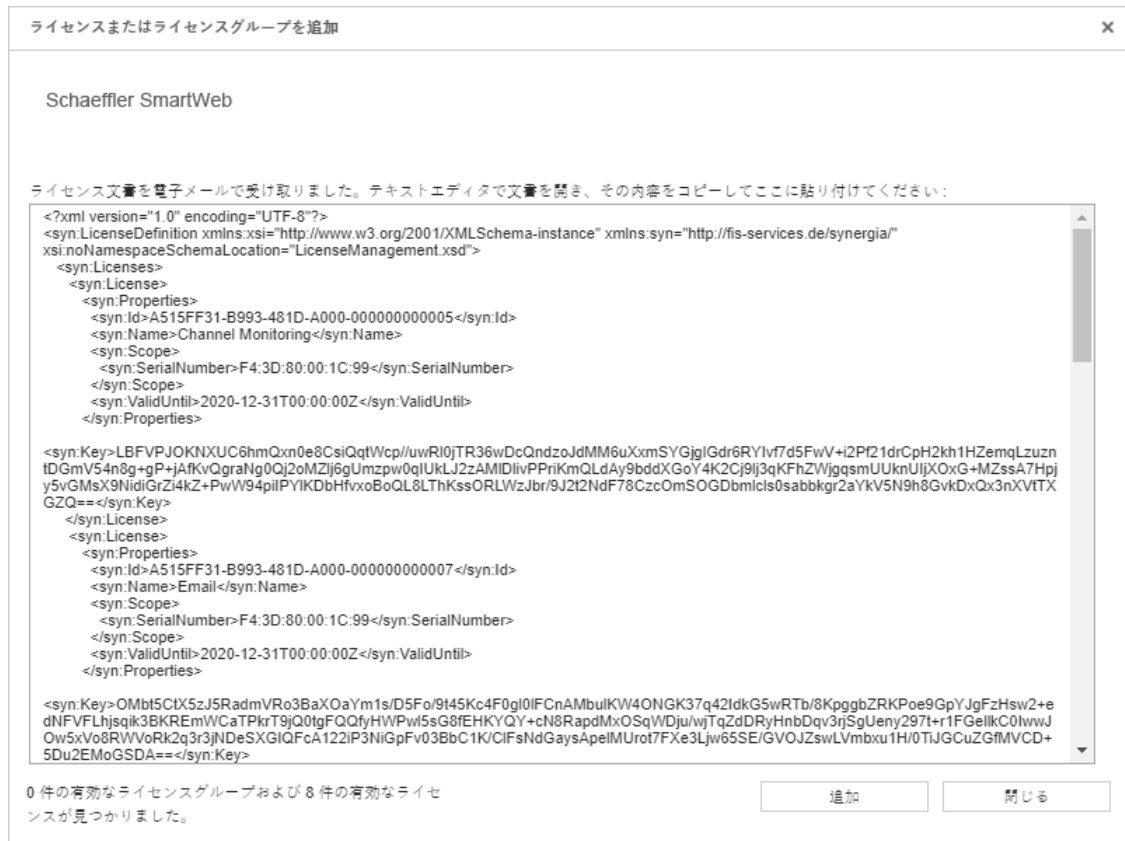 ライセンスまたはライセンスグループを追加
×
Schaeffler SmartWeb
ライセンス文書を電子メールで受け取りました。テキストエディタで文書を開き、その内容をコピーしてここに貼り付けてください：
<?xml version="1.0" encoding="UTF-8"?>
<syn:LicenseDefinition xmlns:xsi="http://www.w3.org/2001/XMLSchema-instance" xmlns:syn="http://fis-services.de/synergia/"
xsi:noNamespaceSchemaLocation="LicenseManagement.xsd">
<syn:Licenses>
<syn:License>
<syn:Properties>
<syn:Id>A515FF31-B993-481D-A000-000000000005</syn:Id>
<syn:Name>Channel Monitoring</syn:Name>
<syn:Scope>
<syn:SerialNumber>F4:3D:80:00:1C:99</syn:SerialNumber>
</syn:Scope>
<syn:ValidUntil>2020-12-31T00:00:00Z</syn:ValidUntil>
</syn:Properties>
<syn:Key>
GZQ==</syn:Key>
</syn:License>
<syn:License>
<syn:Properties>
<syn:Id>A515FF31-B993-481D-A000-000000000007</syn:Id>
<syn:Name>Email</syn:Name>
<syn:Scope>
<syn:SerialNumber>F4:3D:80:00:1C:99</syn:SerialNumber>
</syn:Scope>
<syn:ValidUntil>2020-12-31T00:00:00Z</syn:ValidUntil>
</syn:Properties>
<syn:Key>
5Du2EMoGSDA==</syn:Key>
0 件の有効なライセンスグループおよび 8 件の有効なライセ
ンスが見つかりました。
追加
閉じる